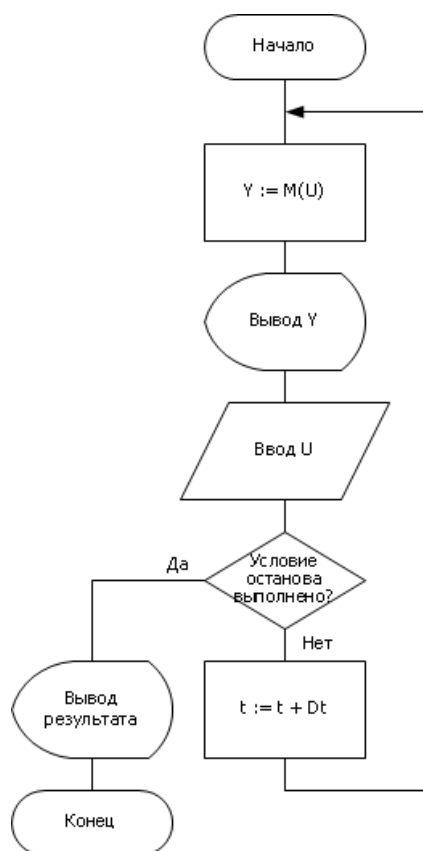 Начало
Y := M(U)
Вывод Y
Ввод U
Условие
останова
выполнено?
Да
Нет
Вывод
результата
t := t + Dt
Конец